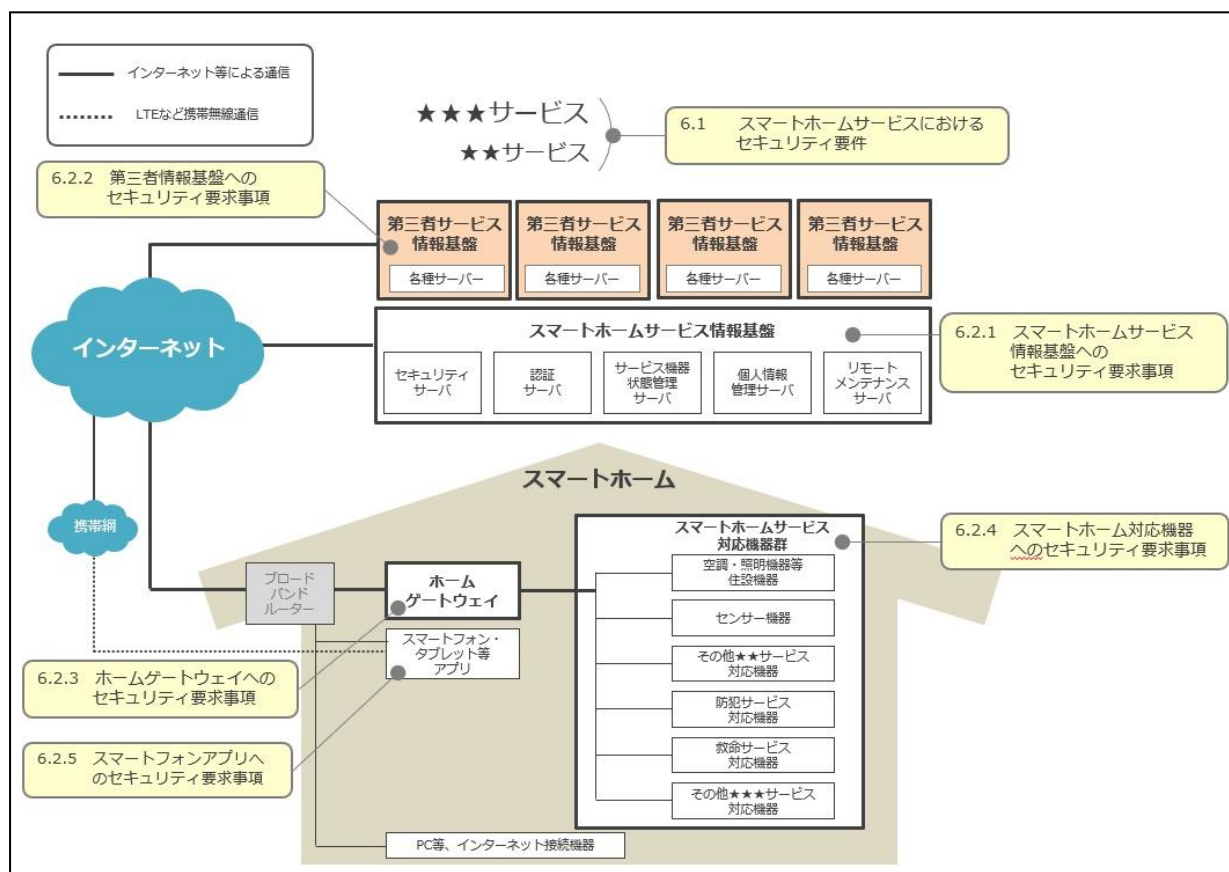 インターネット等による通信
LTEなど携帯無線通信
★★★サービス
★★サービス
6.1 スマートホームサービスにおける
セキュリティ要件
6.2.2 第三者情報基盤への
セキュリティ要求事項
第三者サービス
情報基盤
各種サーバー
第三者サービス
情報基盤
各種サーバー
第三者サービス
情報基盤
各種サーバー
第三者サービス
情報基盤
各種サーバー
インターネット
スマートホームサービス情報基盤
セキュリティ
サーバ
認証
サーバ
サービス機器
状態管理
サーバ
個人情報
管理サーバ
リモート
メンテナンス
サーバ
6.2.1 スマートホームサービス
情報基盤への
セキュリティ要求事項
スマートホーム
携帯網
ブロード
バンド
ルーター
ホーム
ゲートウェイ
スマートフォン・
タブレット等
アプリ
スマートホームサービス
対応機器群
空調・照明機器等
住設機器
センサー機器
その他★★サービス
対応機器
防犯サービス
対応機器
救命サービス
対応機器
その他★★★サービス
対応機器
6.2.4 スマートホーム対応機器
へのセキュリティ要求事項
6.2.3 ホームゲートウェイへの
セキュリティ要求事項
6.2.5 スマートフォンアプリへ
のセキュリティ要求事項
PC等、インターネット接続機器